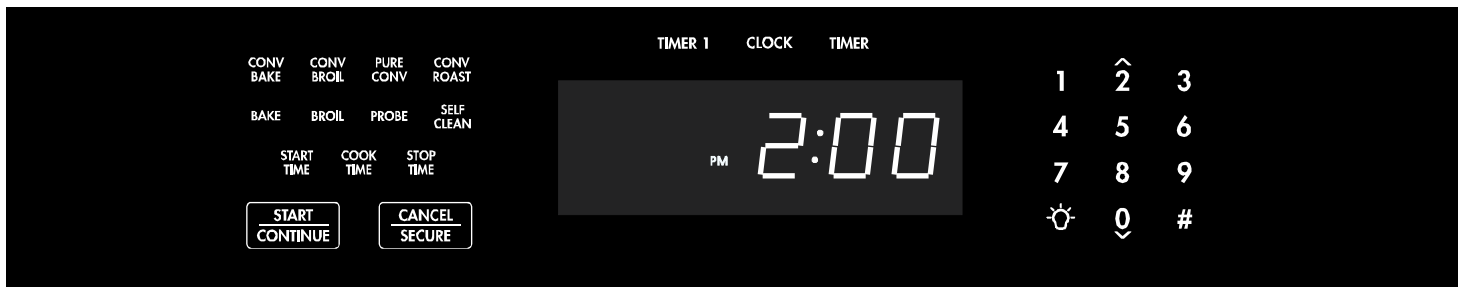 TIMER 1 CLOCK TIMER
CONV BAKE CONV BROIL PURE CONV CONV ROAST
BAKE BROIL PROBE SELF CLEAN
START TIME COOK TIME STOP TIME
START CONTINUE
CANCEL SECURE
PM 2:00
1 2 3
4 5 6
7 8 9
0 #